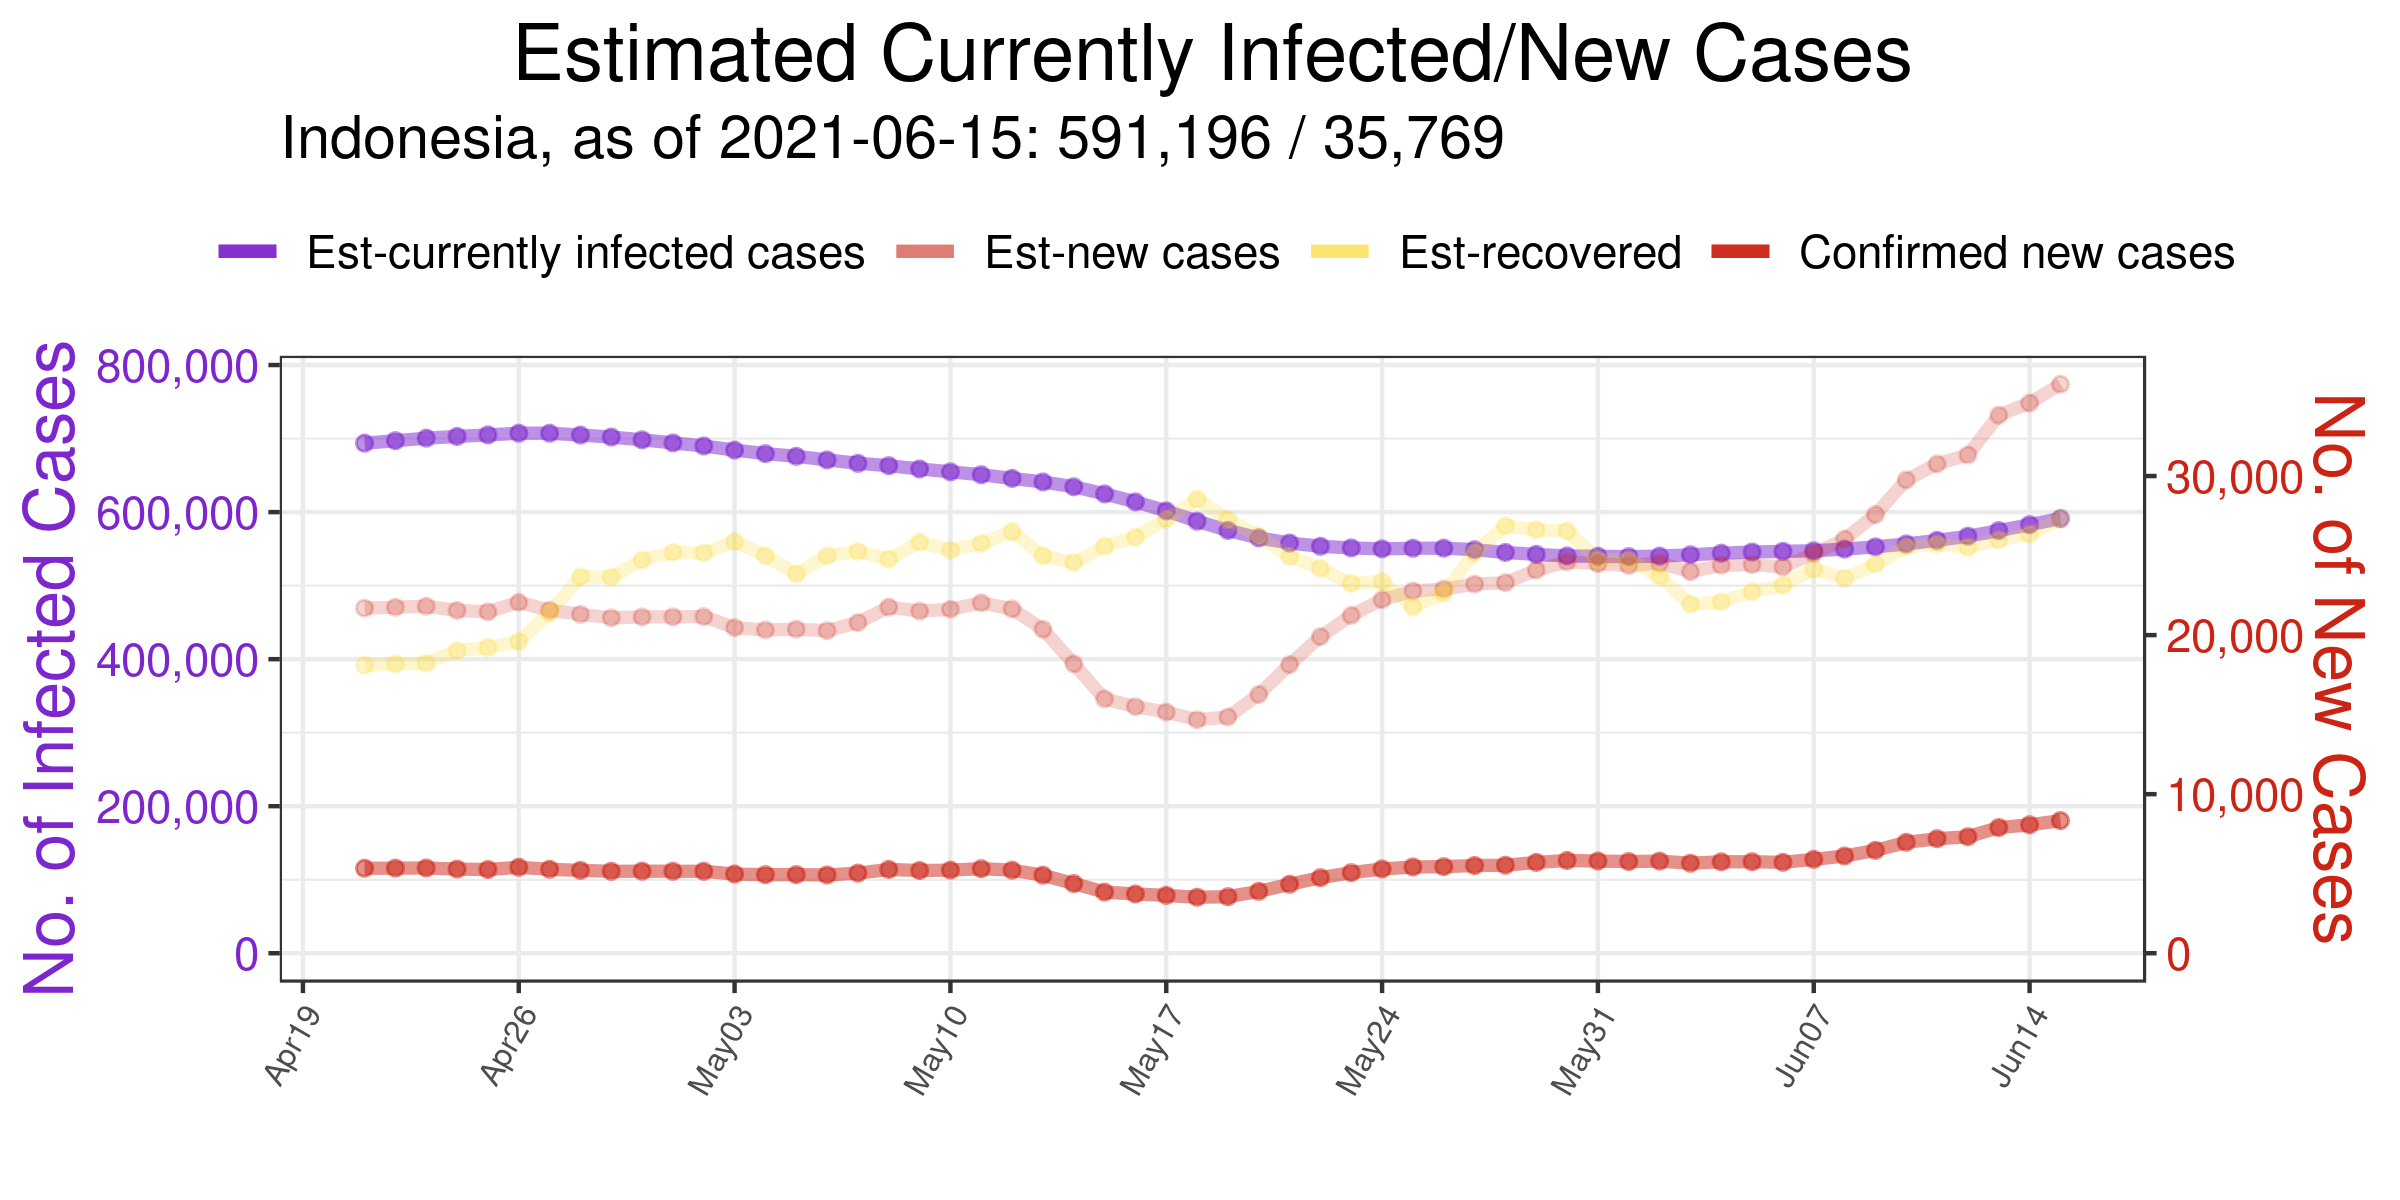 Estimated Currently Infected/New Cases
Indonesia, as of 2021-06-15: 591,196 / 35,769
Est-currently infected cases Est-new cases Est-recovered Confirmed new cases
No. of Infected Cases
800,000
600,000
400,000
200,000
0
30,000
20,000
10,000
0
No. of New Cases
Apr19 Apr26 May03 May10 May17 May24 May31 Jun07 Jun14